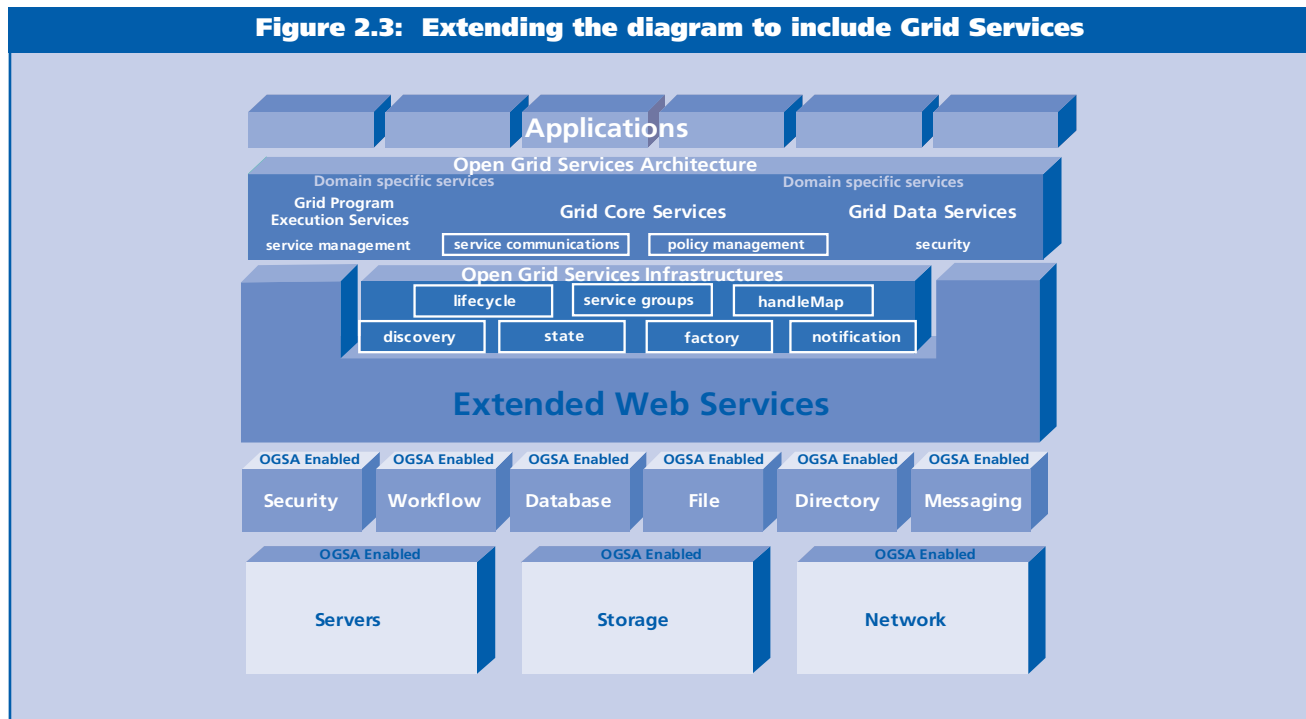 Figure 2.3: Extending the diagram to include Grid Services
Applications
Open Grid Services Architecture
Domain specific services
Domain specific services
Grid Program
Execution Services
Grid Core Services
Grid Data Services
service management
service communications
policy management
security
Open Grid Services Infrastructures
lifecycle
service groups
handleMap
discovery
state
factory
notification
Extended Web Services
OGSA Enabled
OGSA Enabled
OGSA Enabled
OGSA Enabled
OGSA Enabled
OGSA Enabled
Security
Workflow
Database
File
Directory
Messaging
OGSA Enabled
OGSA Enabled
OGSA Enabled
Servers
Storage
Network